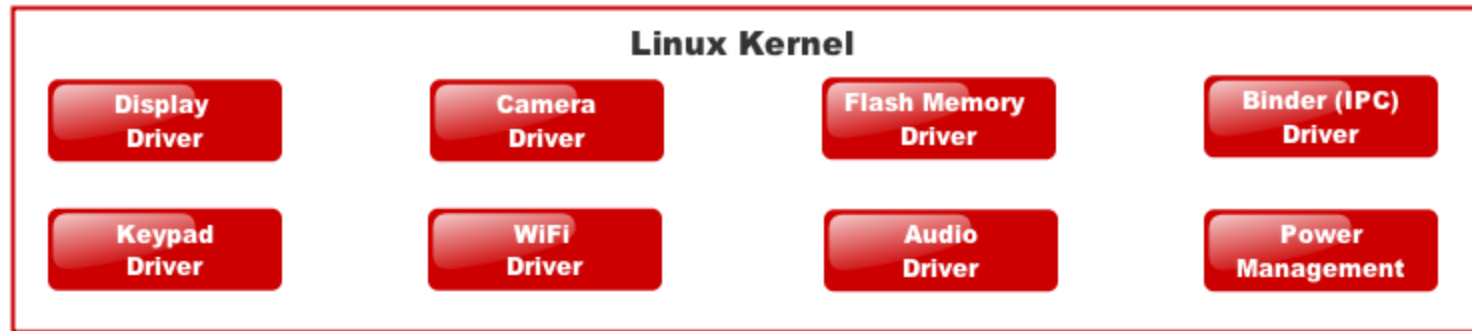 Linux Kernel
Display
Driver
Camera
Driver
Flash Memory
Driver
Binder (IPC)
Driver
Keypad
Driver
WiFi
Driver
Audio
Driver
Power
Management